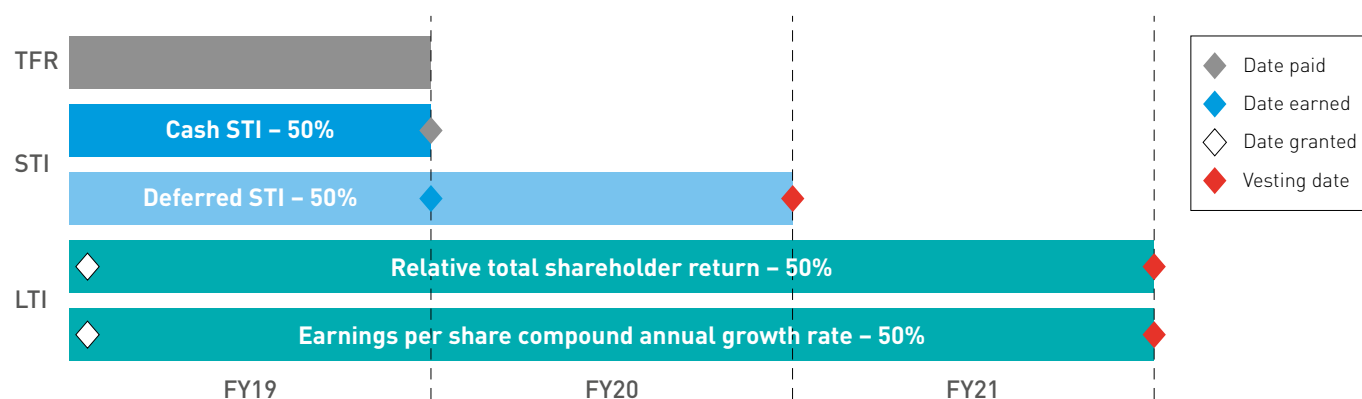 TFR
STI
Cash STI – 50%
Deferred STI – 50%
LTI
Relative total shareholder return – 50%
Earnings per share compound annual growth rate – 50%
FY19
FY20
FY21
Date paid
Date earned
Date granted
Vesting date